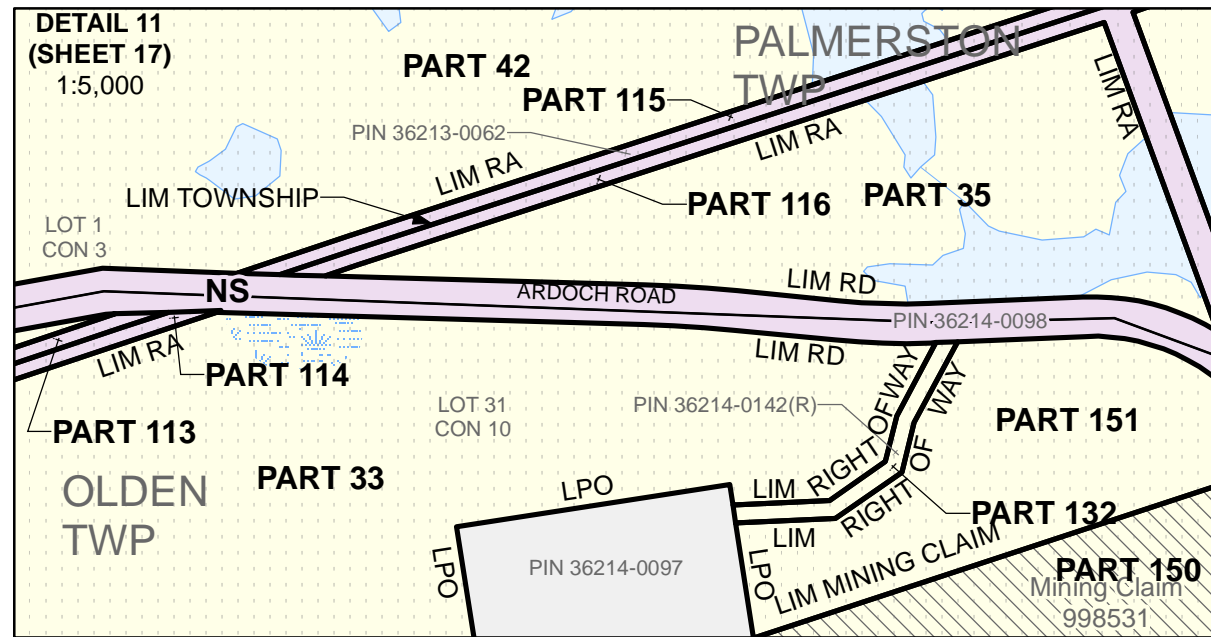 DETAIL 11
(SHEET 17)
1:5,000
PALMERSTON
TWP
PART 42
PART 115
PIN 36213-0062
LIM RA
LIM RA
LIM RA
LIM TOWNSHIP
PART 116
PART 35
LOT 1
CON 3
NS
ARDOCH ROAD
LIM RD
PIN 36214-0098
LIM RD
LIM RA
PART 114
PART 113
LOT 31
CON 10
PIN 36214-0142(R)
LIM RIGHT OF WAY
LIM RIGHT OF WAY
PART 151
OLDEN
TWP
PART 33
LPO
LPO
LPO
PIN 36214-0097
PART 132
LIM MINING CLAIM
PART 150
Mining Claim
998531